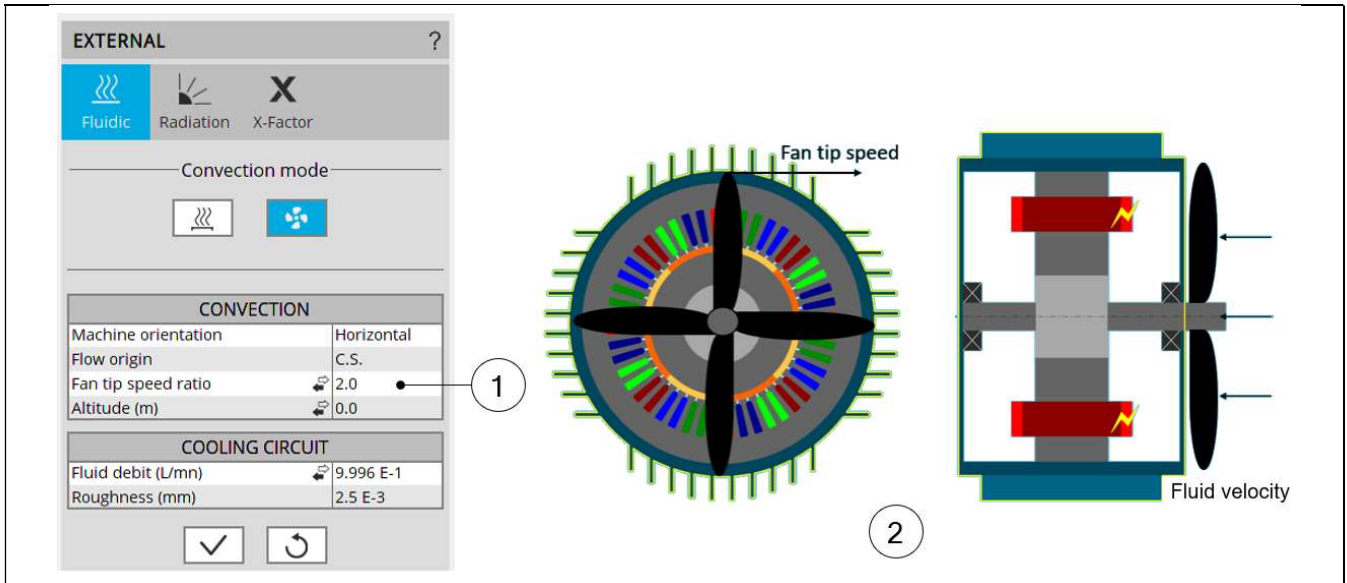 EXTERNAL ?
Fluidic Radiation X-Factor
Convection mode
CONVECTION
Machine orientation Horizontal
Flow origin C.S.
Fan tip speed ratio 2.0
Altitude (m) 0.0
COOLING CIRCUIT
Fluid debit (L/mn) 9.996 E-1
Roughness (mm) 2.5 E-3
1
Fan tip speed
Fluid velocity
2